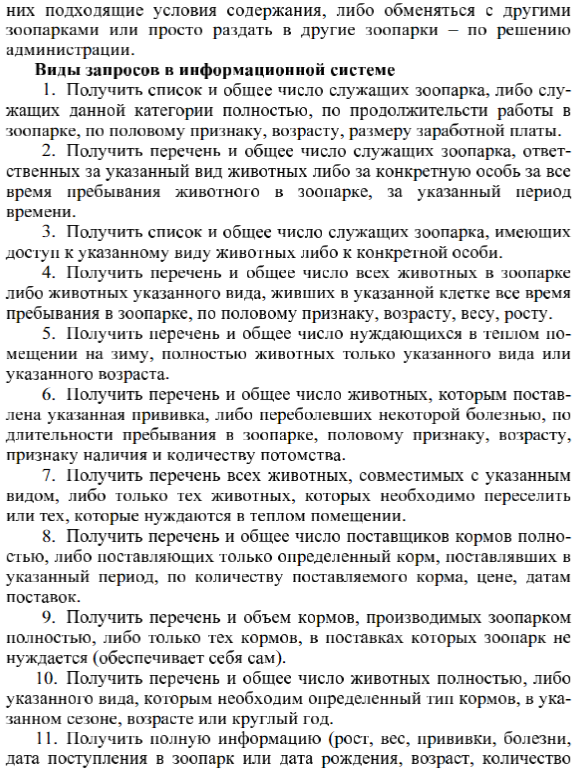 них подходящие условия содержания, либо обменяться с другими
зоопарками или просто раздать в другие зоопарки – по решению
администрации.
Виды запросов в информационной системе
1. Получить список и общее число служащих зоопарка, либо слу-
жащих данной категории полностью, по продолжительсти работы в
зоопарке, по половому признаку, возрасту, размеру заработной платы.
2. Получить перечень и общее число служащих зоопарка, ответ-
ственных за указанный вид животных либо за конкретную особь за все
время пребывания животного в зоопарке, за указанный период
времени.
3. Получить список и общее число служащих зоопарка, имеющих
доступ к указанному виду животных либо к конкретной особи.
4. Получить перечень и общее число всех животных в зоопарке
либо животных указанного вида, живших в указанной клетке все время
пребывания в зоопарке, по половому признаку, возрасту, весу, росту.
5. Получить перечень и общее число нуждающихся в теплом по-
мещении на зиму, полностью животных только указанного вида или
указанного возраста.
6. Получить перечень и общее число животных, которым постав-
лена указанная прививка, либо переболевших некоторой болезнью, по
длительности пребывания в зоопарке, половому признаку, возрасту,
признаку наличия и количеству потомства.
7. Получить перечень всех животных, совместимых с указанным
видом, либо только тех животных, которых необходимо переселить
или тех, которые нуждаются в теплом помещении.
8. Получить перечень и общее число поставщиков кормов полно-
стью, либо поставляющих только определенный корм, поставлявших в
указанный период, по количеству поставляемого корма, цене, датам
поставок.
9. Получить перечень и объем кормов, производимых зоопарком
полностью, либо только тех кормов, в поставках которых зоопарк не
нуждается (обеспечивает себя сам).
10. Получить перечень и общее число животных полностью, либо
указанного вида, которым необходим определенный тип кормов, в ука-
занном сезоне, возрасте или круглый год.
11. Получить полную информацию (рост, вес, прививки, болезни,
дата поступления в зоопарк или дата рождения, возраст, количество